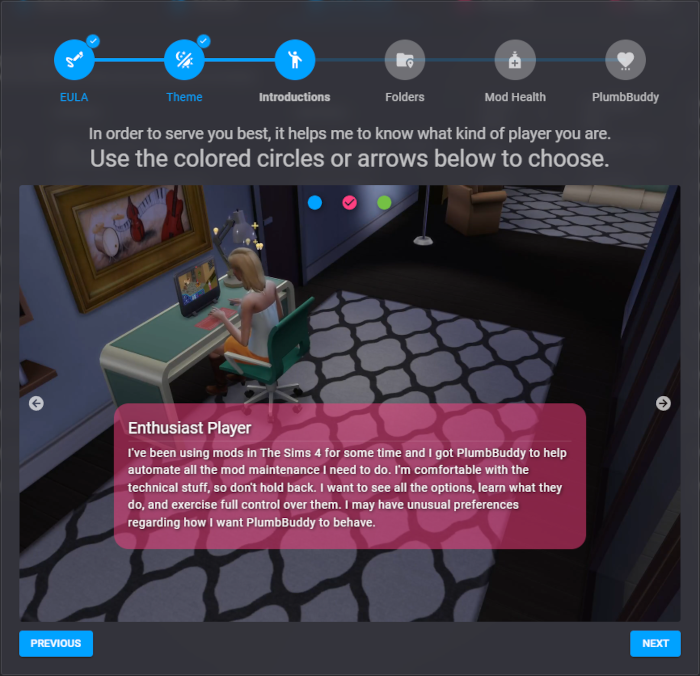 EULA
Theme
Introductions
Folders
Mod Health
PlumbBuddy
In order to serve you best, it helps me to know what kind of player you are.
Use the colored circles or arrows below to choose.
Enthusiast Player
I've been using mods in The Sims 4 for some time and I got PlumbBuddy to help
automate all the mod maintenance I need to do. I'm comfortable with the
technical stuff, so don't hold back. I want to see all the options, learn what they
do, and exercise full control over them. I may have unusual preferences
regarding how I want PlumbBuddy to behave.
PREVIOUS
NEXT